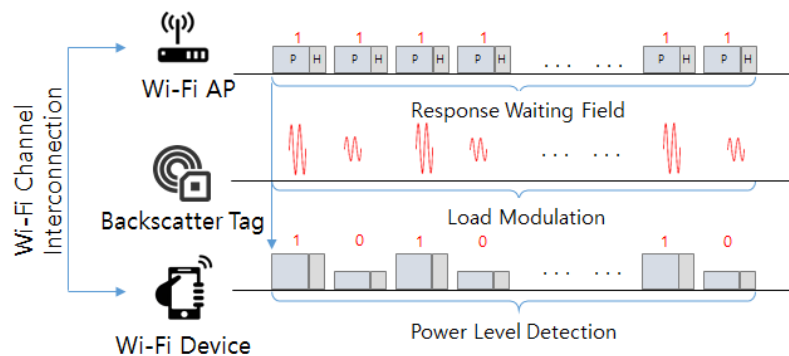 1 1 1 1 1 1
P H P H P H P H . . . . . . P H P H
Wi-Fi AP
Response Waiting Field
Wi-Fi Channel
Interconnection
. . . . . .
Backscatter Tag
Load Modulation
1 0 1 0 1 0
. . . . . .
Wi-Fi Device
Power Level Detection